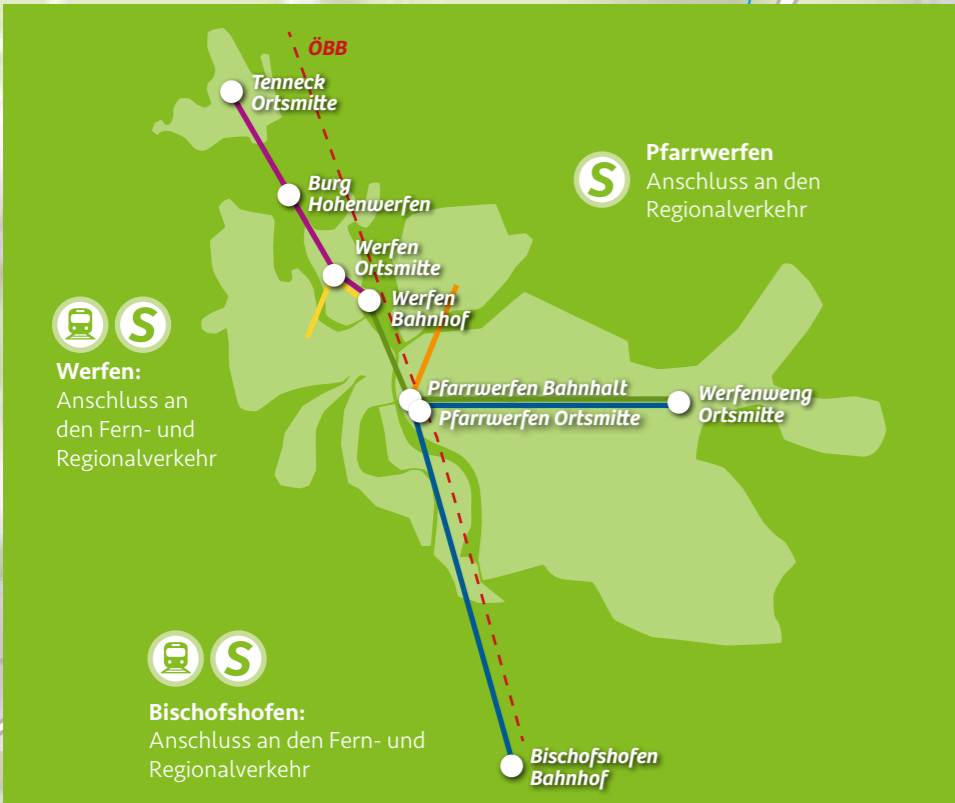 ÖBB
Tenneck
Ortsmitte
Burg
Hohenwerfen
Werfen
Ortsmitte
Werfen
Bahnhof
S
Pfarrwerfen
Anschluss an den
Regionalverkehr
S
Werfen:
Anschluss an
den Fern- und
Regionalverkehr
Pfarrwerfen Bahnhalt
Pfarrwerfen Ortsmitte
Werfenweng
Ortsmitte
S
Bischofshofen:
Anschluss an den Fern- und
Regionalverkehr
Bischofshofen
Bahnhof